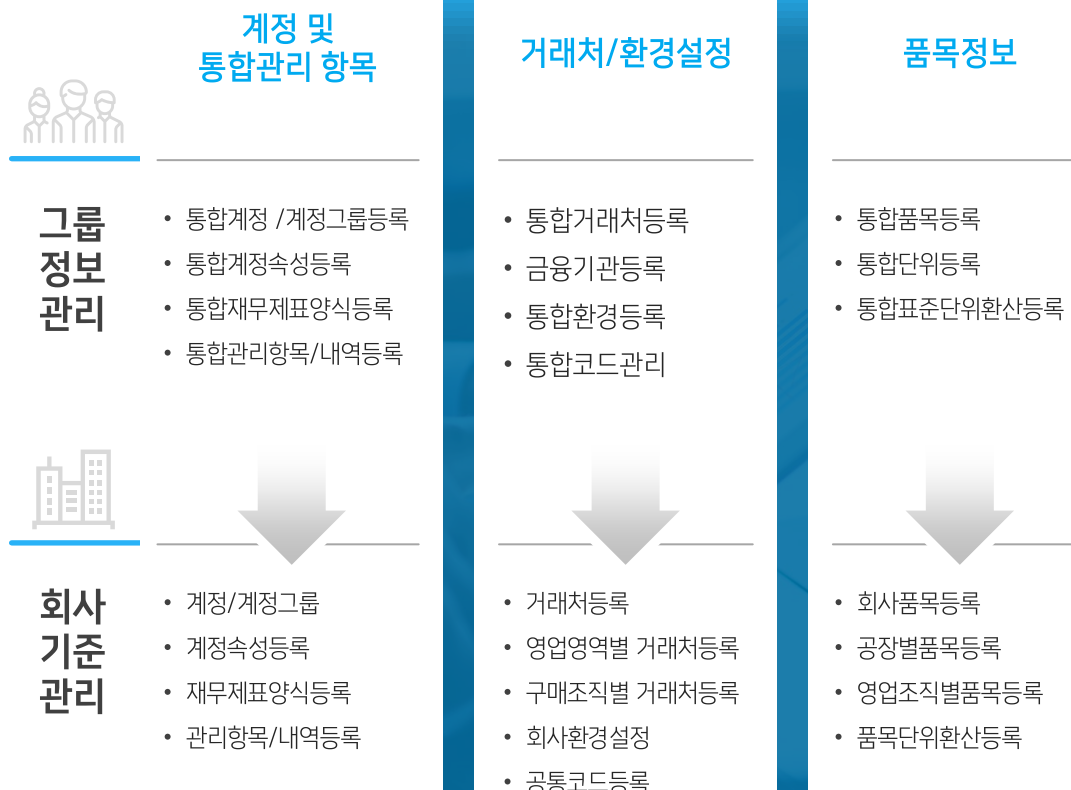 계정 및
통합관리 항목
거래처/환경설정
품목정보
그룹
정보
관리
• 통합계정 /계정그룹등록
• 통합계정속성등록
• 통합재무제표양식등록
• 통합관리항목/내역등록
• 통합거래처등록
• 금융기관등록
• 통합환경등록
• 통합코드관리
• 통합품목등록
• 통합단위등록
• 통합표준단위환산등록
회사
기준
관리
• 계정/계정그룹
• 계정속성등록
• 재무제표양식등록
• 관리항목/내역등록
• 거래처등록
• 영업영역별 거래처등록
• 구매조직별 거래처등록
• 회사환경설정
• 공통코드등록
• 회사품목등록
• 공장별품목등록
• 영업조직별품목등록
• 품목단위환산등록